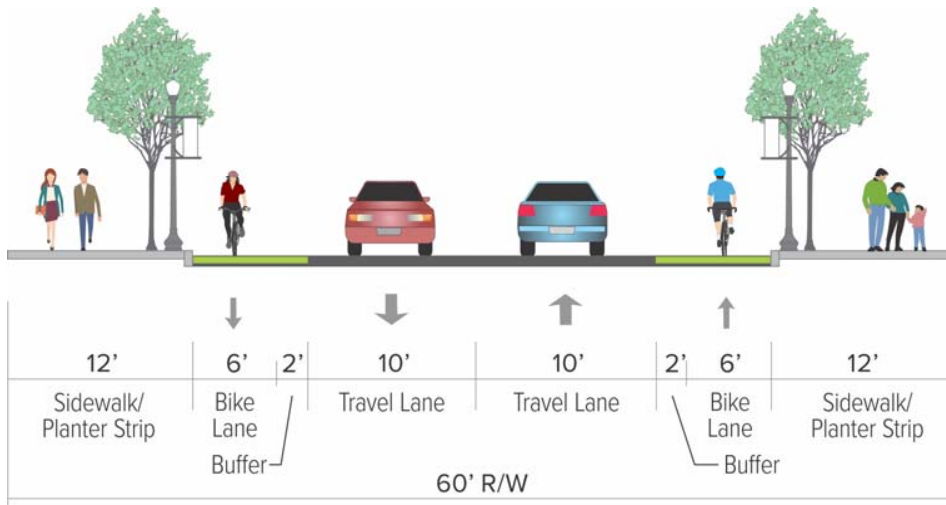 12’ 6’ 2’ 10’ 10’ 2’ 6’ 12’
Sidewalk/
Planter Strip
Bike
Lane
Buffer
Travel Lane
Travel Lane
Bike
Lane
Buffer
Sidewalk/
Planter Strip
60’ R/W